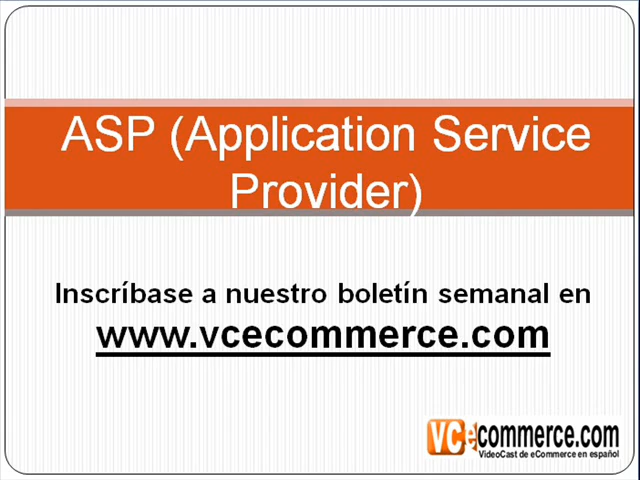 ASP (Application Service
Provider)
Inscríbase a nuestro boletín semanal en
www.vcecommerce.com
VCecommerce.com
VideoCast de eCommerce en español